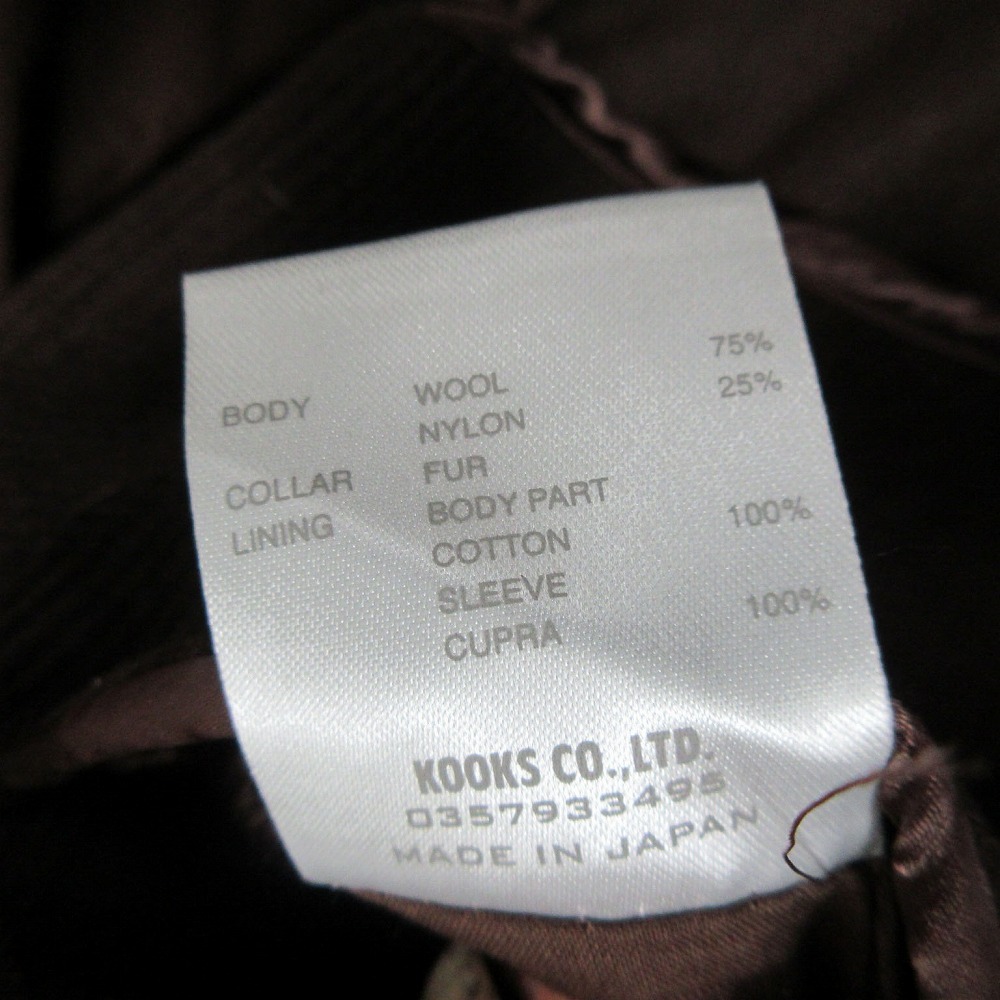 BODY WOOL 75%
NYLON 25%
COLLAR FUR
LINING BODY PART
COTTON 100%
SLEEVE
CUPRA 100%
KOOKS CO.,LTD.
0357933495
MADE IN JAPAN